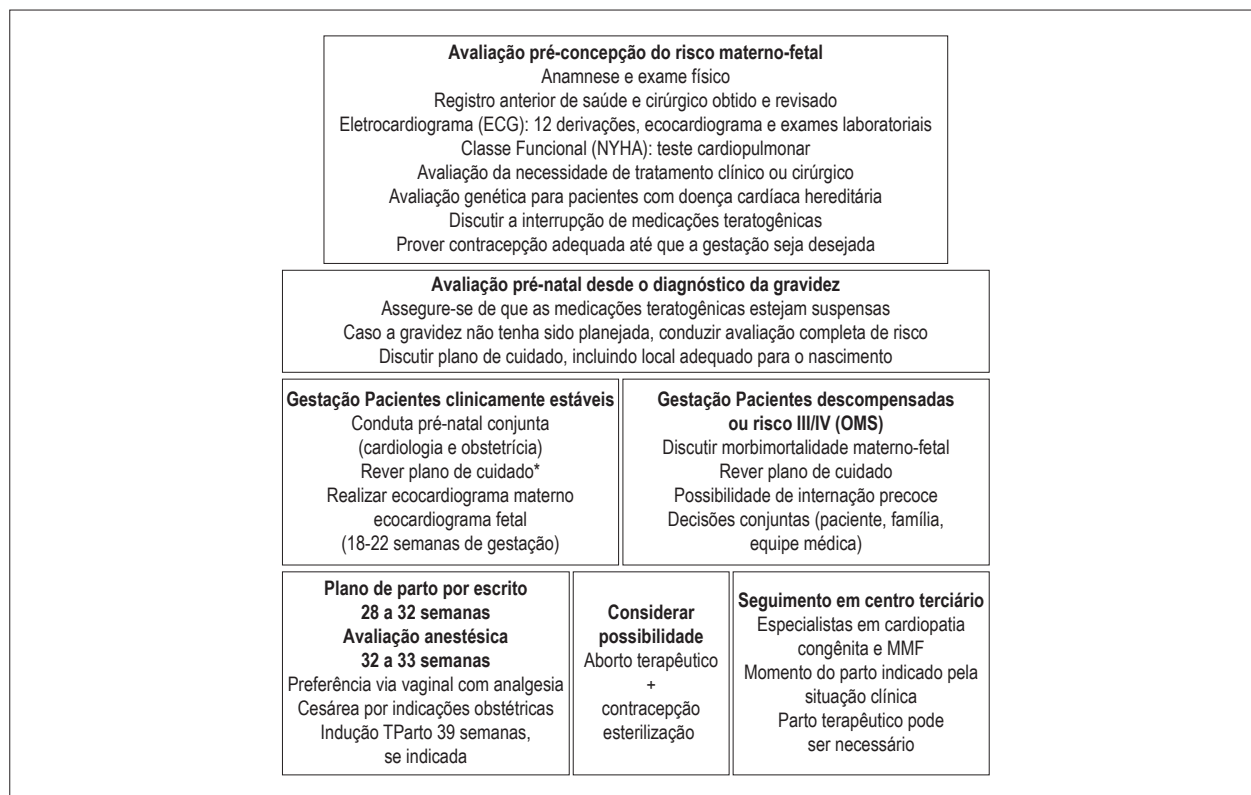 Avaliação pré-concepção do risco materno-fetal
Anamnese e exame físico
Registro anterior de saúde e cirúrgico obtido e revisado
Eletrocardiograma (ECG): 12 derivações, ecocardiograma e exames laboratoriais
Classe Funcional (NYHA): teste cardiopulmonar
Avaliação da necessidade de tratamento clínico ou cirúrgico
Avaliação genética para pacientes com doença cardíaca hereditária
Discutir a interrupção de medicações teratogênicas
Prover contracepção adequada até que a gestação seja desejada
Avaliação pré-natal desde o diagnóstico da gravidez
Assegure-se de que as medicações teratogênicas estejam suspensas
Caso a gravidez não tenha sido planejada, conduzir avaliação completa de risco
Discutir plano de cuidado, incluindo local adequado para o nascimento
Gestação Pacientes clinicamente estáveis
Conduta pré-natal conjunta
(cardiologia e obstetrícia)
Rever plano de cuidado*
Realizar ecocardiograma materno
ecocardiograma fetal
(18-22 semanas de gestação)
Gestação Pacientes descompensadas
ou risco III/IV (OMS)
Discutir morbimortalidade materno-fetal
Rever plano de cuidado
Possibilidade de internação precoce
Decisões conjuntas (paciente, família,
equipe médica)
Plano de parto por escrito
28 a 32 semanas
Avaliação anestésica
32 a 33 semanas
Preferência via vaginal com analgesia
Cesárea por indicações obstétricas
Indução TParto 39 semanas,
se indicada
Considerar
possibilidade
Aborto terapêutico
+
contracepção
esterilização
Seguimento em centro terciário
Especialistas em cardiopatia
congênita e MMF
Momento do parto indicado pela
situação clínica
Parto terapêutico pode
ser necessário